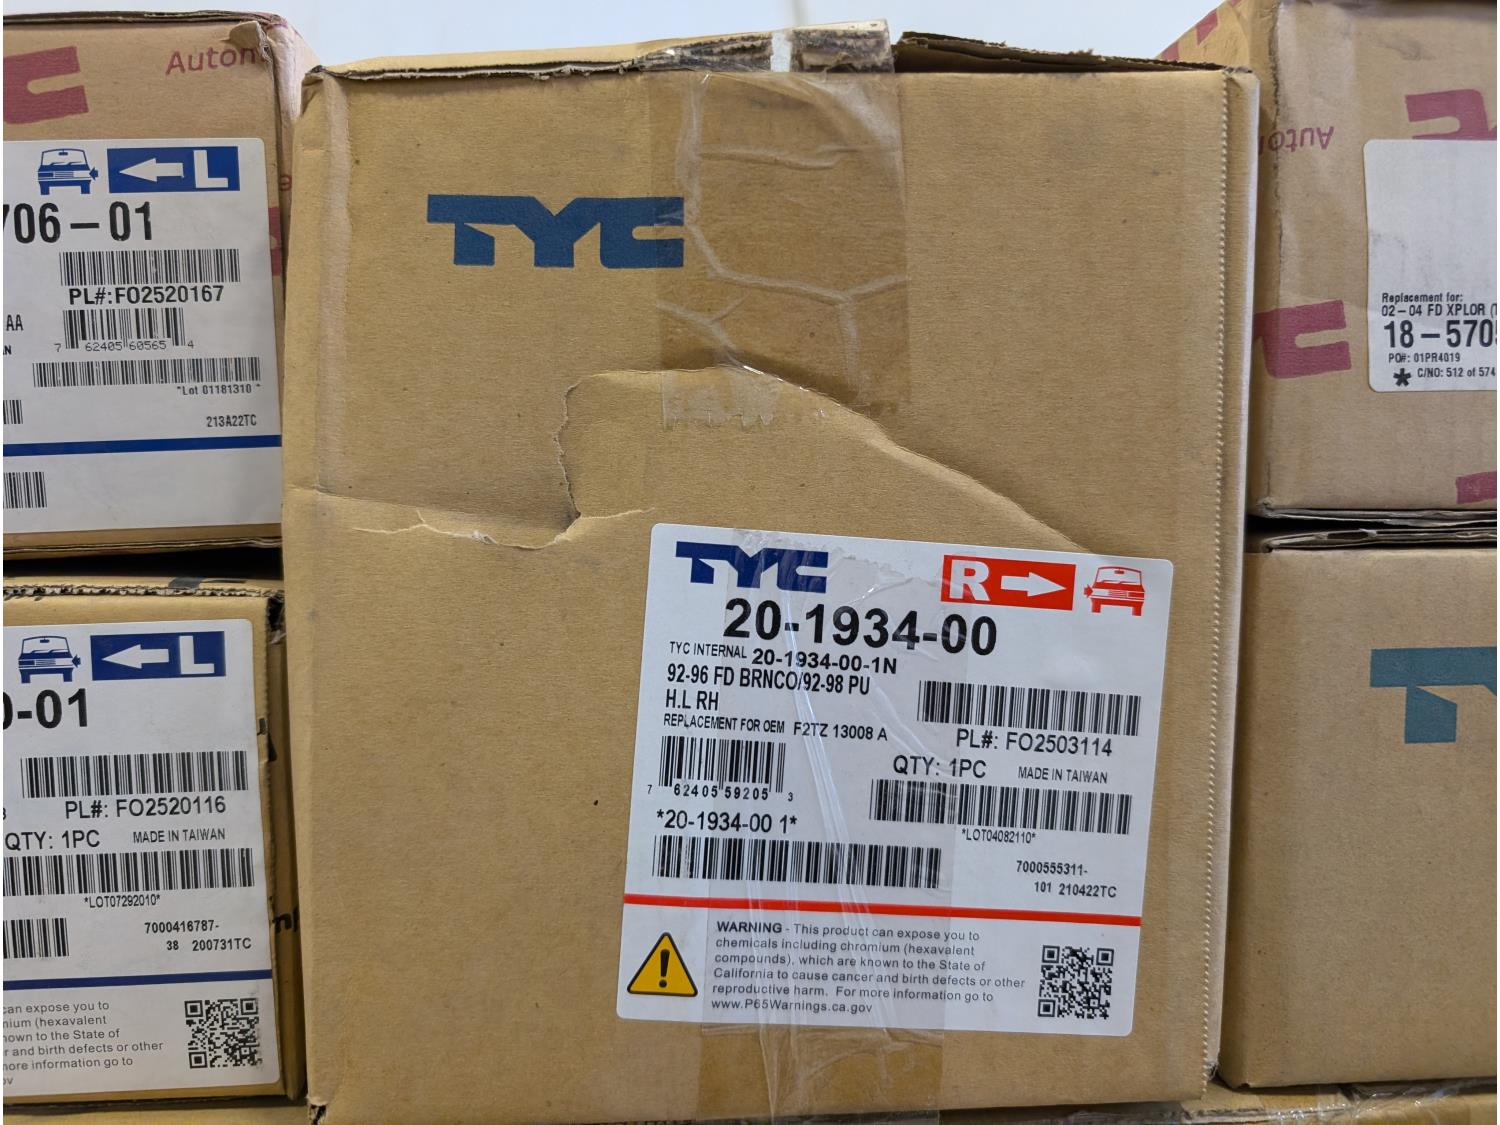 L
706-01
PL#:FO2520167
AA
7 62405 60565 4
*Lot 01181310 *
213A22TC
L
0-01
PL#: FO2520116
QTY: 1PC MADE IN TAIWAN
*LOT07292010*
7000416787-
38 200731TC
can expose you to
nium (hexavalent
nown to the State of
r and birth defects or other
more information go to
ov
TYC
TYC R
20-1934-00
TYC INTERNAL 20-1934-00-1N
92-96 FD BRNCO/92-98 PU
H.L RH
REPLACEMENT FOR OEM F2TZ 13008 A
PL#: FO2503114
QTY: 1PC MADE IN TAIWAN
7 62405 59205 3
*20-1934-00 1*
*LOT04082110*
7000555311-
101 210422TC
WARNING - This product can expose you to
chemicals including chromium (hexavalent
compounds), which are known to the State of
California to cause cancer and birth defects or other
reproductive harm. For more information go to
www.P65Warnings.ca.gov
Replacement for:
02-04 FD XPLOR
18-570
PO#: 01PR4019
* C/NO: 512 of 574